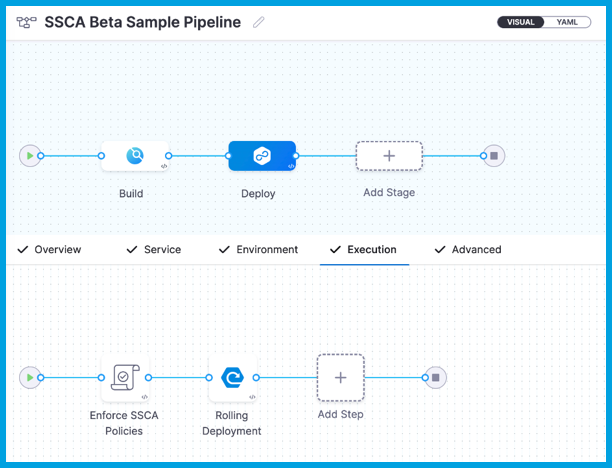 SSCA Beta Sample Pipeline
VISUAL
YAML
Build
Deploy
Add Stage
Overview
Service
Environment
Execution
Advanced
Enforce SSCA
Policies
Rolling
Deployment
Add Step